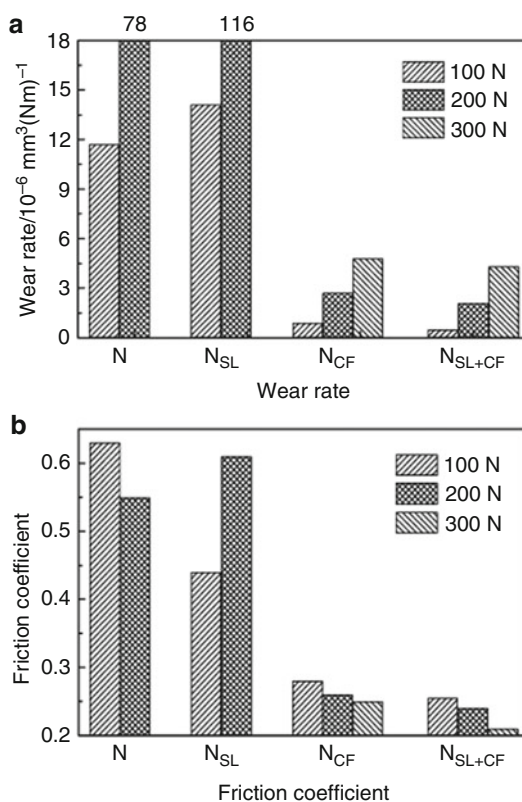 a
78 116
18
15
12
9
6
3
0
Wear rate/10⁻⁶ mm³(Nm)⁻¹
100 N
200 N
300 N
N N_SL N_CF N_SL+CF
Wear rate
b
0.6
0.5
0.4
0.3
0.2
Friction coefficient
100 N
200 N
300 N
N N_SL N_CF N_SL+CF
Friction coefficient